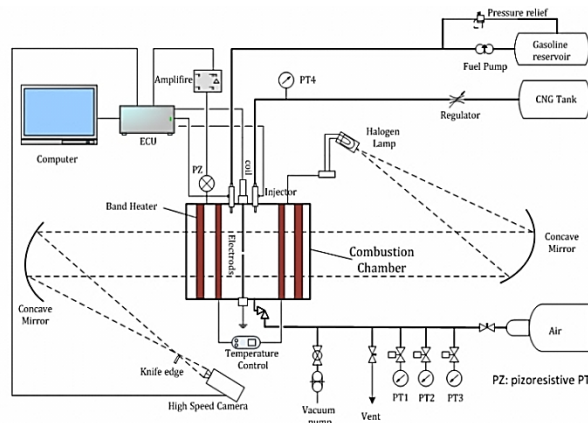 Pressure relief
Gasoline
reservoir
Fuel Pump
Amplifire
PT4
CNG Tank
Regulator
Halogen
Lamp
Computer
ECU
PZ
coil
Injector
Band Heater
Electrods
Combustion
Chamber
Concave
Mirror
Concave
Mirror
Temperature
Control
Air
Knife edge
High Speed Camera
Vacuum
pump
Vent
PT1
PT2
PT3
PZ: pizoresistive PT